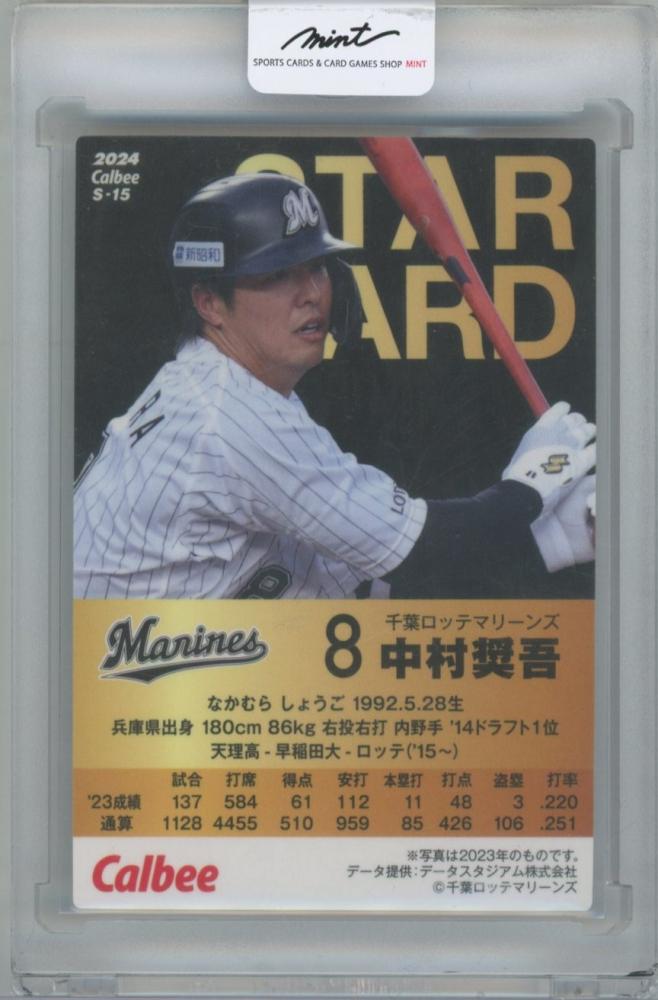 mint
SPORTS CARDS & CARD GAMES SHOP MINT
2024
Calbee
S-15
STAR
CARD
M
新昭和
RA
LOT
8
Marines
8 千葉ロッテマリーンズ
中村奨吾
なかむら しょうご 1992.5.28生
兵庫県出身 180cm 86kg 右投右打 内野手 '14ドラフト1位
天理高 - 早稲田大 - ロッテ('15~)
試合 打席 得点 安打 本塁打 打点 盗塁 打率
'23成績 137 584 61 112 11 48 3 .220
通算 1128 4455 510 959 85 426 106 .251
Calbee
※写真は2023年のものです。
データ提供:データスタジアム株式会社
©千葉ロッテマリーンズ